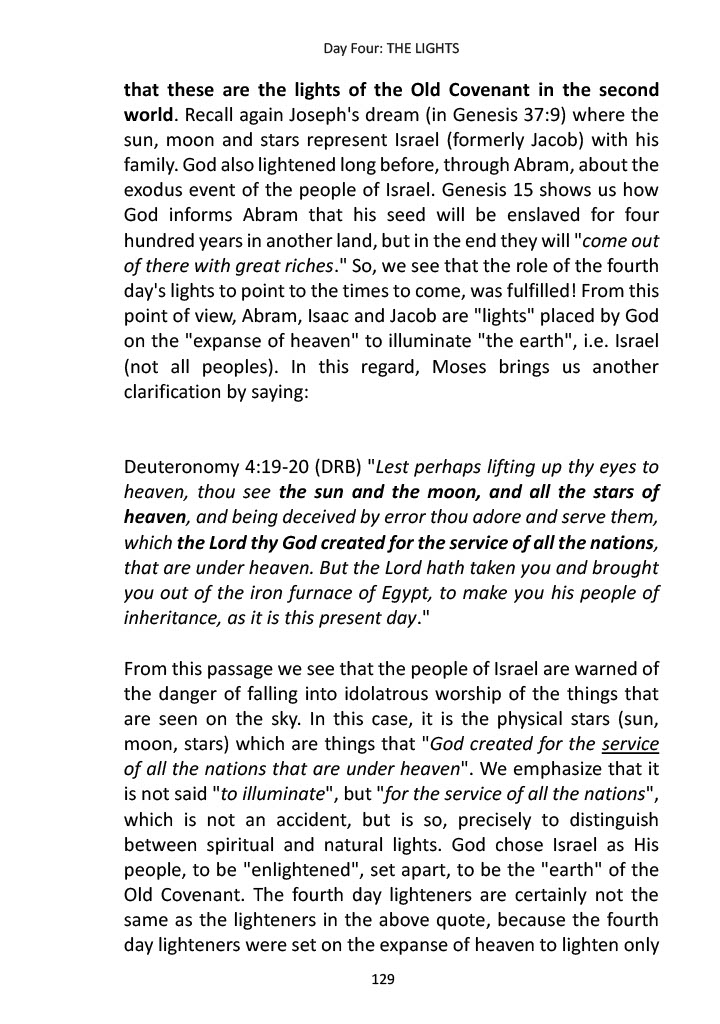 Day Four: THE LIGHTS
that these are the lights of the Old Covenant in the second
world. Recall again Joseph's dream (in Genesis 37:9) where the
sun, moon and stars represent Israel (formerly Jacob) with his
family. God also lightened long before, through Abram, about the
exodus event of the people of Israel. Genesis 15 shows us how
God informs Abram that his seed will be enslaved for four
hundred years in another land, but in the end they will "come out
of there with great riches." So, we see that the role of the fourth
day's lights to point to the times to come, was fulfilled! From this
point of view, Abram, Isaac and Jacob are "lights" placed by God
on the "expanse of heaven" to illuminate "the earth", i.e. Israel
(not all peoples). In this regard, Moses brings us another
clarification by saying:
Deuteronomy 4:19-20 (DRB) "Lest perhaps lifting up thy eyes to
heaven, thou see the sun and the moon, and all the stars of
heaven, and being deceived by error thou adore and serve them,
which the Lord thy God created for the service of all the nations,
that are under heaven. But the Lord hath taken you and brought
you out of the iron furnace of Egypt, to make you his people of
inheritance, as it is this present day."
From this passage we see that the people of Israel are warned of
the danger of falling into idolatrous worship of the things that
are seen on the sky. In this case, it is the physical stars (sun,
moon, stars) which are things that "God created for the service
of all the nations that are under heaven". We emphasize that it
is not said "to illuminate", but "for the service of all the nations",
which is not an accident, but is so, precisely to distinguish
between spiritual and natural lights. God chose Israel as His
people, to be "enlightened", set apart, to be the "earth" of the
Old Covenant. The fourth day lighteners are certainly not the
same as the lighteners in the above quote, because the fourth
day lighteners were set on the expanse of heaven to lighten only
129